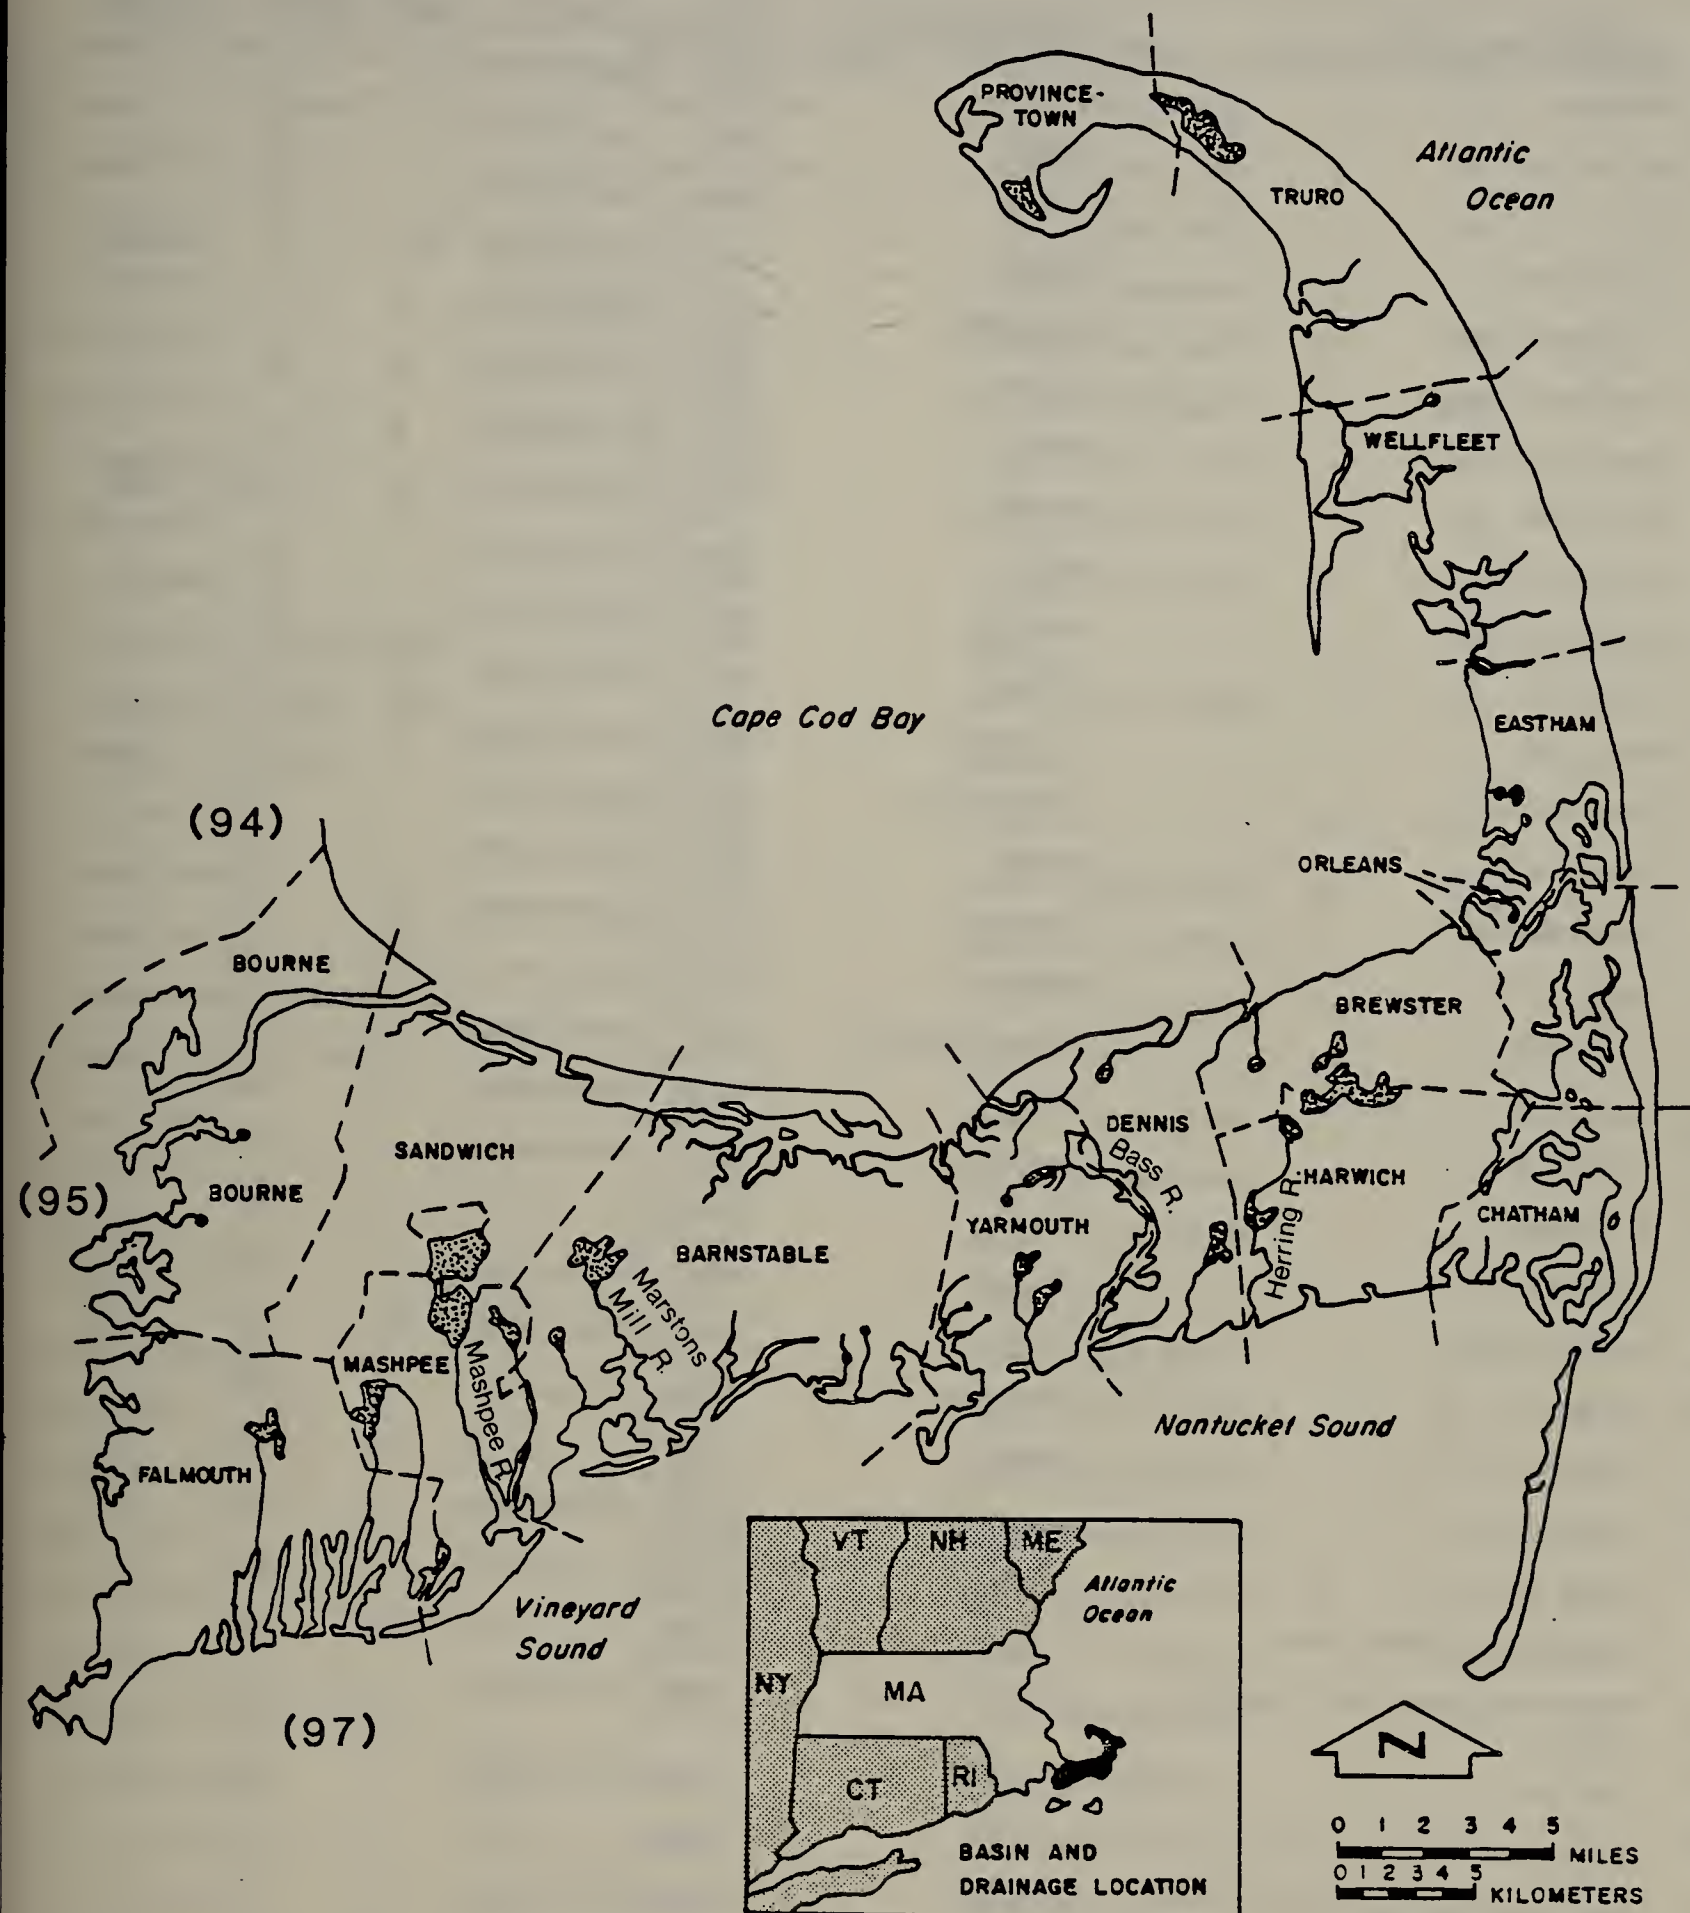 PROVINCE-
TOWN
Atlantic
Ocean
TRURO
WELLFLEET
Cape Cod Bay
EASTHAM
(94)
ORLEANS
BOURNE
BREWSTER
DENNIS
SANDWICH
Bass R.
HARWICH
(95)
BOURNE
CHATHAM
YARMOUTH
BARNSTABLE
Herring R.
Marstons
Mill R.
MASHPEE
Mashpee R.
Nantucket Sound
FALMOUTH
VT
NH
ME
Atlantic
Ocean
Vineyard
Sound
NY
MA
(97)
N
CT
RI
0 1 2 3 4 5
MILES
BASIN AND
DRAINAGE LOCATION
0 1 2 3 4 5
KILOMETERS